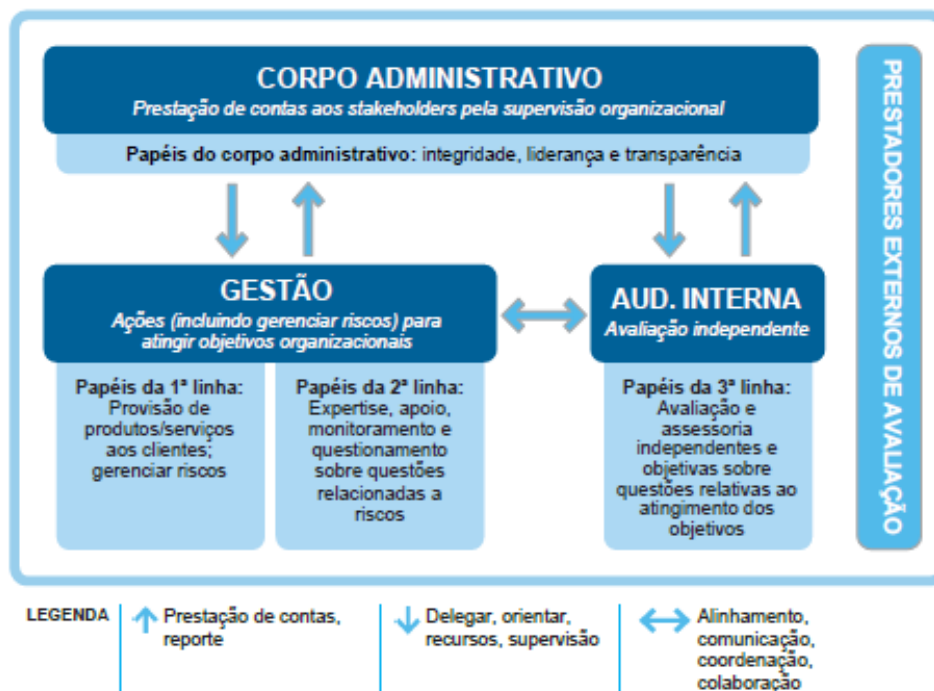 CORPO ADMINISTRATIVO
Prestação de contas aos stakeholders pela supervisão organizacional
Papéis do corpo administrativo: integridade, liderança e transparência
GESTÃO
Ações (incluindo gerenciar riscos) para
atingir objetivos organizacionais
Papéis da 1ª linha:
Provisão de
produtos/serviços
aos clientes;
gerenciar riscos
Papéis da 2ª linha:
Expertise, apoio,
monitoramento e
questionamento
sobre questões
relacionadas a
riscos
AUD. INTERNA
Avaliação independente
Papéis da 3ª linha:
Avaliação e
assessoria
independentes e
objetivas sobre
questões relativas ao
atingimento dos
objetivos
PRESTADORES EXTERNOS DE AVALIAÇÃO
LEGENDA
Prestação de contas,
reporte
Delegar, orientar,
recursos, supervisão
Alinhamento,
comunicação,
coordenação,
colaboração